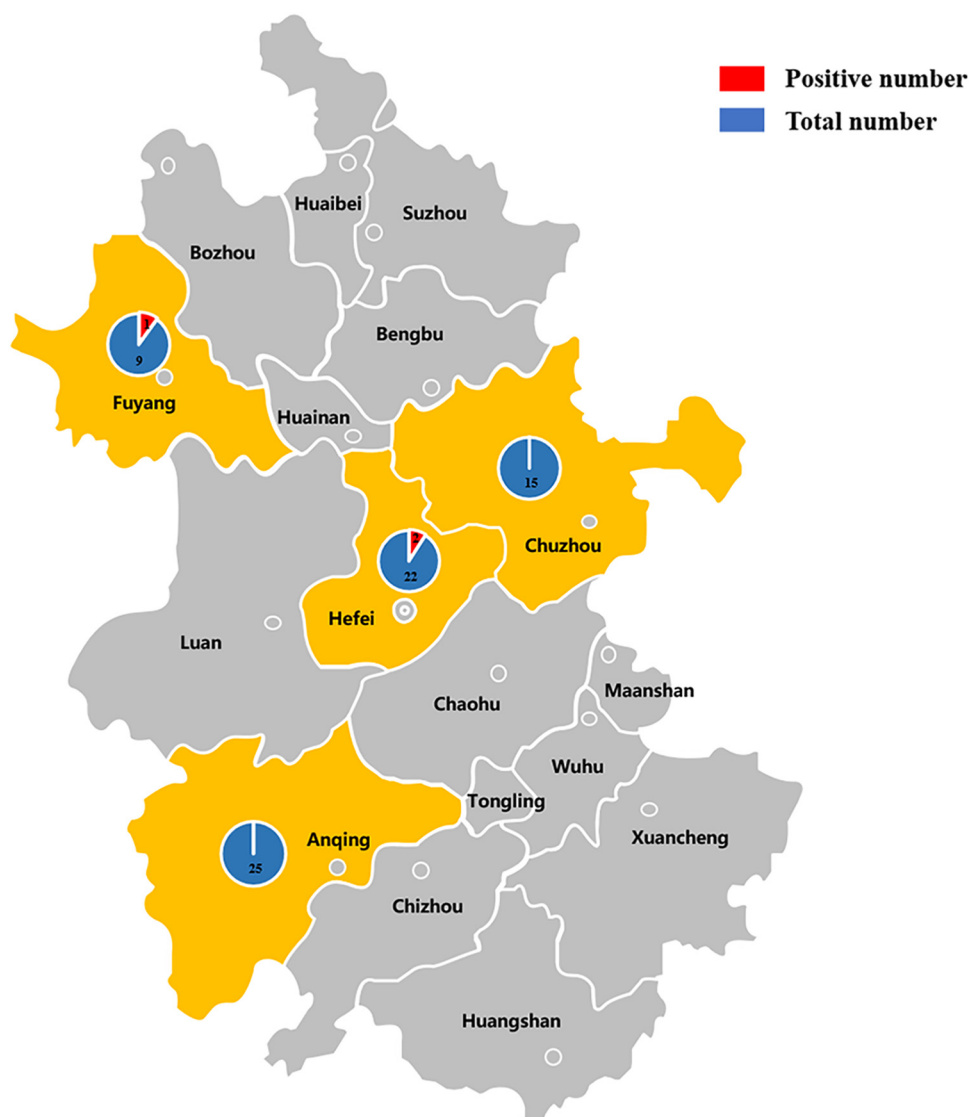 Positive number
Total number
Huaibei
Suzhou
Bozhou
Bengbu
1
9
Fuyang
Huainan
15
Chuzhou
2
22
Hefei
Luan
Maanshan
Chaohu
Wuhu
Tongling
Anqing
Xuancheng
25
Chizhou
Huangshan